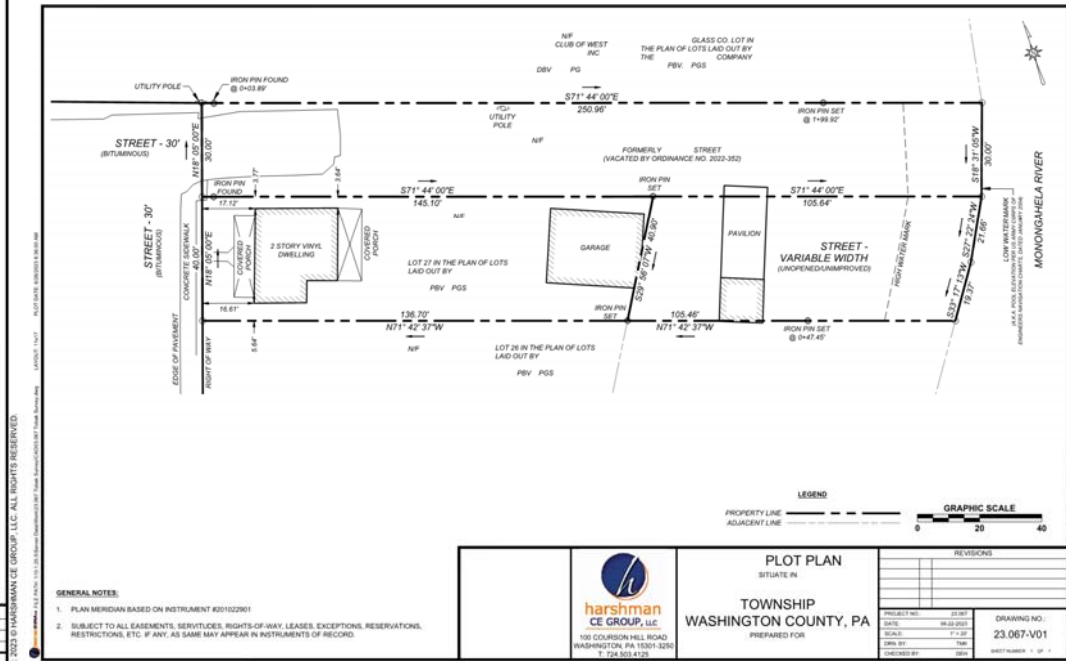 N/F
CLUB OF WEST
INC
DBV PG
GLASS CO. LOT IN
THE PLAN OF LOTS LAID OUT BY
THE COMPANY
PBV. PGS
UTILITY POLE
IRON PIN FOUND
@ 0+03.89'
S71° 44' 00"E
250.96'
IRON PIN SET
@ 1+99.92'
UTILITY
POLE
N/F
STREET - 30'
(BITUMINOUS)
N18° 05' 00"E
30.00'
FORMERLY STREET
(VACATED BY ORDINANCE NO. 2022-352)
S18° 31' 05"W
30.00'
IRON PIN
FOUND
17.12'
3.77'
3.64'
S71° 44' 00"E
145.10'
N/F
IRON PIN
SET
S71° 44' 00"E
105.64'
STREET - 30'
(BITUMINOUS)
CONCRETE SIDEWALK
40.00'
N18° 05' 00"E
COVERED
PORCH
2 STORY VINYL
DWELLING
COVERED
PORCH
LOT 27 IN THE PLAN OF LOTS
LAID OUT BY
PBV PGS
GARAGE
S29° 56' 07"W 40.90'
PAVILION
STREET -
VARIABLE WIDTH
(UNOPENED/UNIMPROVED)
HIGH WATER MARK
S27° 22' 24"W
21.66'
S33° 17' 13"W
19.37'
LOW WATER MARK
MONONGAHELA RIVER
16.61'
5.64'
136.70'
N71° 42' 37"W
N/F
IRON PIN
SET
105.46'
N71° 42' 37"W
IRON PIN SET
@ 0+47.45'
EDGE OF PAVEMENT
RIGHT OF WAY
LOT 26 IN THE PLAN OF LOTS
LAID OUT BY
PBV PGS
LEGEND
PROPERTY LINE
ADJACENT LINE
GRAPHIC SCALE
0 20 40
GENERAL NOTES:
1. PLAN MERIDIAN BASED ON INSTRUMENT #201022901
2. SUBJECT TO ALL EASEMENTS, SERVITUDES, RIGHTS-OF-WAY, LEASES, EXCEPTIONS, RESERVATIONS,
RESTRICTIONS, ETC. IF ANY, AS SAME MAY APPEAR IN INSTRUMENTS OF RECORD.
2023 © HARSHMAN CE GROUP, LLC. ALL RIGHTS RESERVED.
h
harshman
CE GROUP, LLC
100 COURSON HILL ROAD
WASHINGTON, PA 15301-3250
T: 724.503.4125
PLOT PLAN
SITUATE IN
TOWNSHIP
WASHINGTON COUNTY, PA
PREPARED FOR
REVISIONS
PROJECT NO.: 23.067
DATE:
SCALE: 1" = 20'
DRN. BY:
CHECKED BY:
DRAWING NO.:
23.067-V01
SHEET NUMBER 1 OF 1